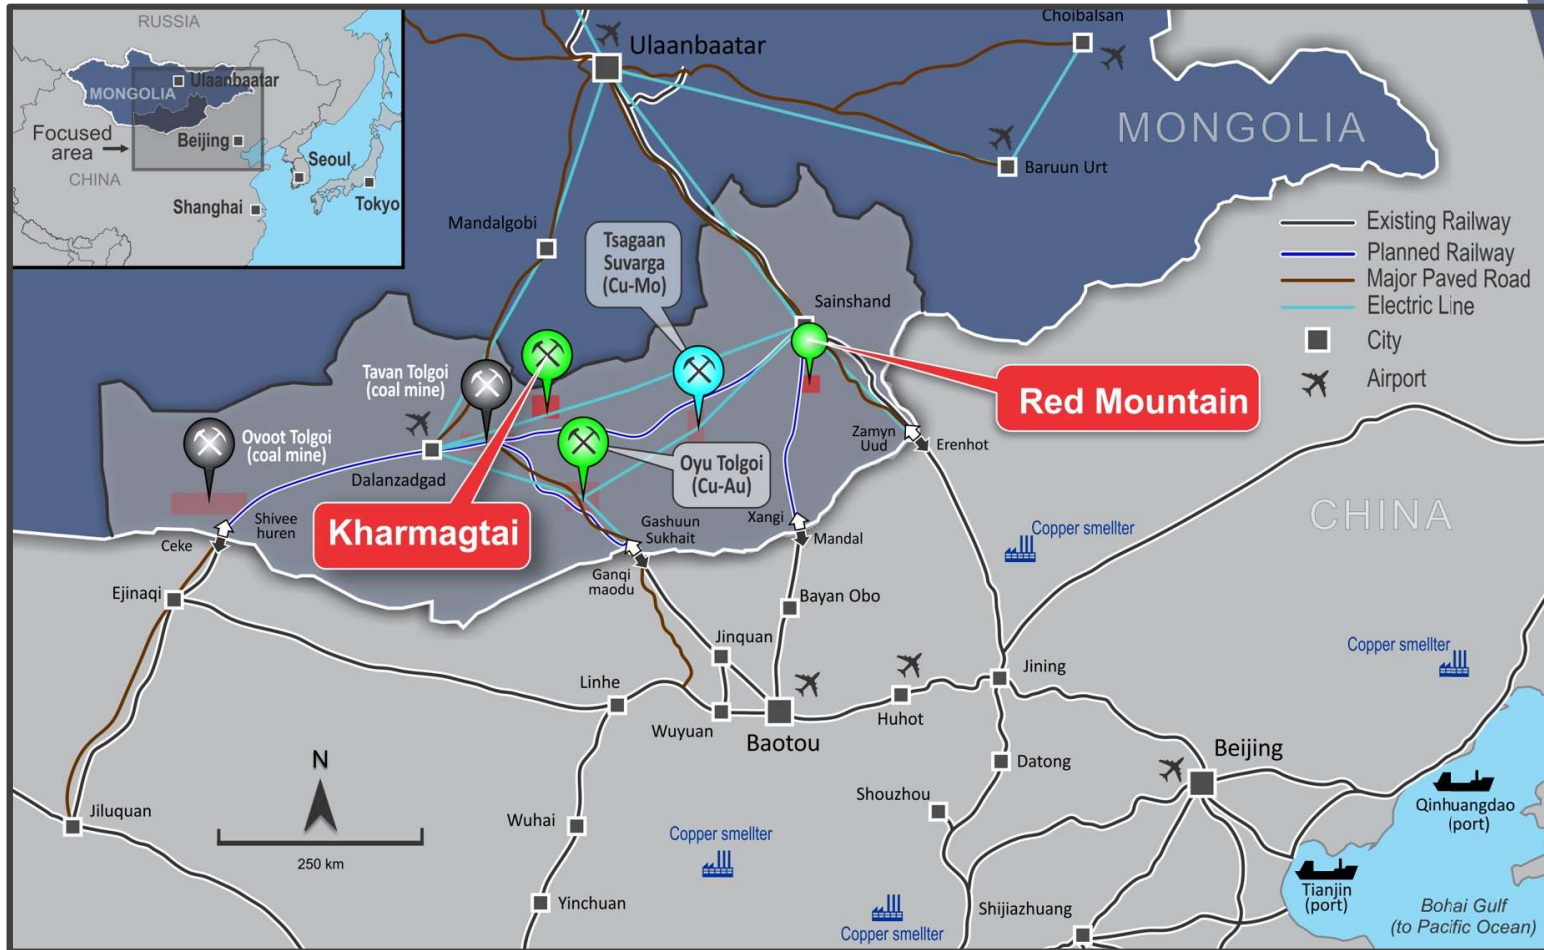 RUSSIA
Ulaanbaatar
MONGOLIA
Focused
area
Beijing
CHINA
Seoul
Shanghai
Tokyo
Choibalsan
Ulaanbaatar
MONGOLIA
Baruun Urt
Mandalgobi
Tsagaan
Suvarga
(Cu-Mo)
Existing Railway
Planned Railway
Major Paved Road
Electric Line
City
Airport
Sainshand
Tavan Tolgoi
(coal mine)
Red Mountain
Ovoot Tolgoi
(coal mine)
Zamyn
Uud
Erenhot
Oyu Tolgoi
(Cu-Au)
Dalanzadgad
Kharmagtai
Shivee
huren
Ceke
Gashuun
Sukhait
Xangi
Mandal
CHINA
Copper smellter
Ganqi
maodu
Ejinaqi
Bayan Obo
Jinquan
Copper smellter
Linhe
Jining
Wuyuan
Huhot
Baotou
Beijing
N
Datong
Shouzhou
Jiluquan
Wuhai
Qinhuangdao
(port)
250 km
Copper smellter
Tianjin
(port)
Yinchuan
Shijiazhuang
Copper smellter
Bohai Gulf
(to Pacific Ocean)